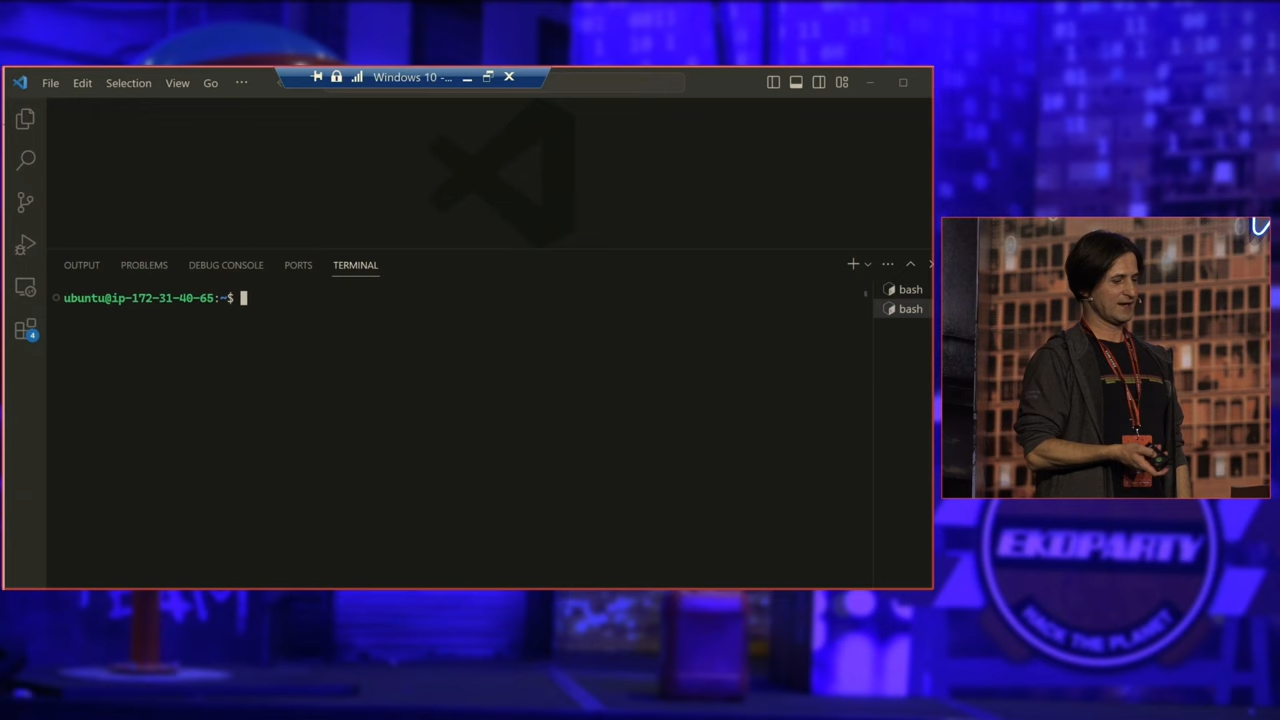 File Edit Selection View Go ···
Windows 10 -...
OUTPUT PROBLEMS DEBUG CONSOLE PORTS TERMINAL
ubuntu@ip-172-31-40-65:~$
bash
bash
4
EKOPARTY
HACK THE PLANET